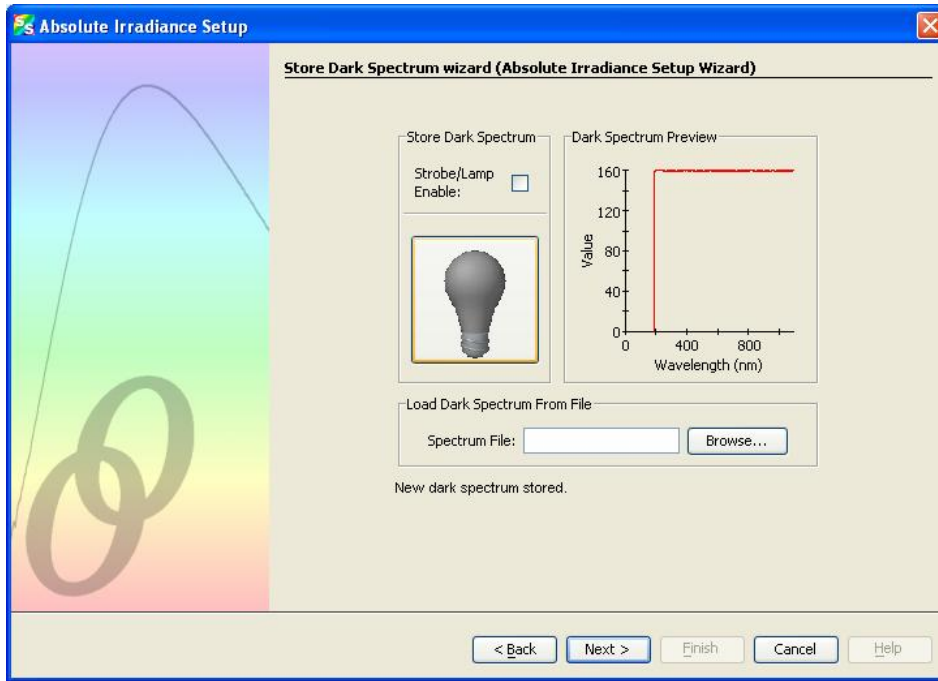 Absolute Irradiance Setup
Store Dark Spectrum wizard (Absolute Irradiance Setup Wizard)
Store Dark Spectrum
Strobe/Lamp
Enable:
Dark Spectrum Preview
160
120
80
40
0
Value
0 400 800
Wavelength (nm)
Load Dark Spectrum From File
Spectrum File:
Browse...
New dark spectrum stored.
< Back Next > Finish Cancel Help